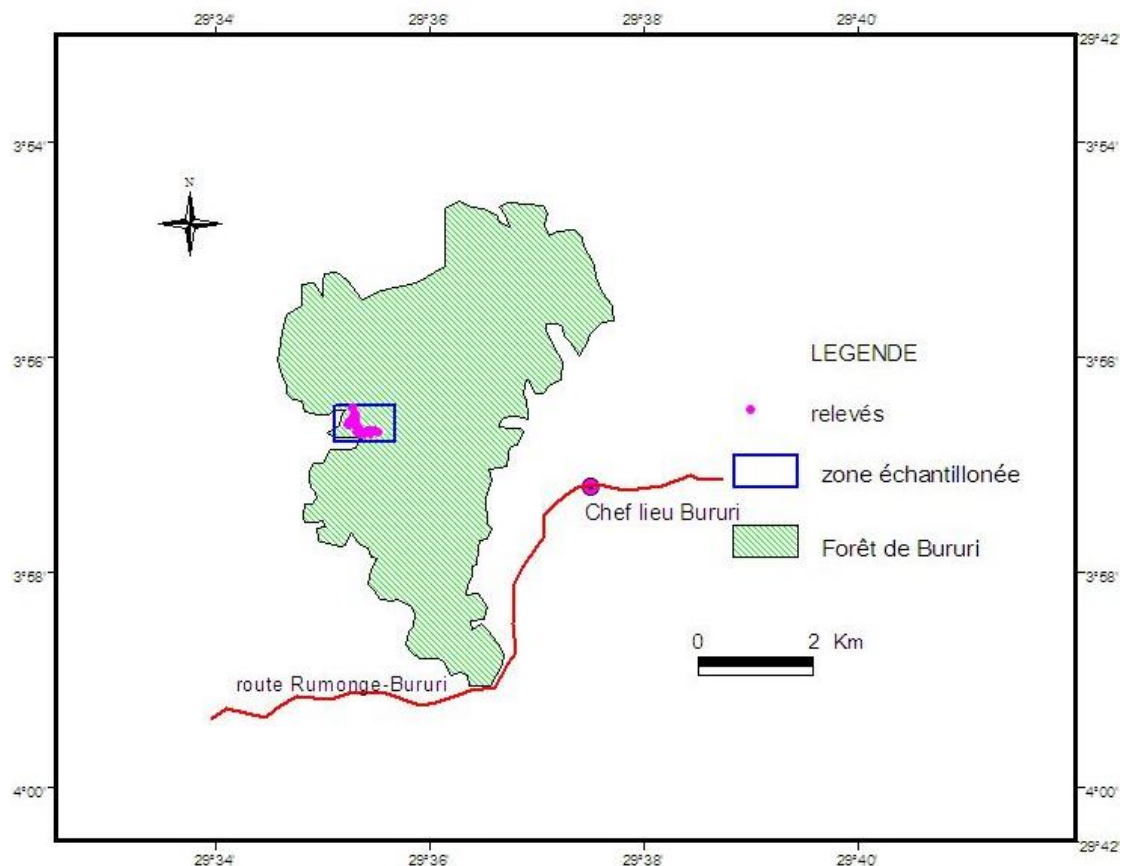 29°34' 29°36' 29°38' 29°40' 29°42'
3°54' 3°54'
N
3°56' 3°56'
LEGENDE
relevés
zone échantillonée
Chef lieu Bururi
Forêt de Bururi
3°58' 3°58'
0 2 Km
route Rumonge-Bururi
4°00' 4°00'
29°34' 29°36' 29°38' 29°40' 29°42'